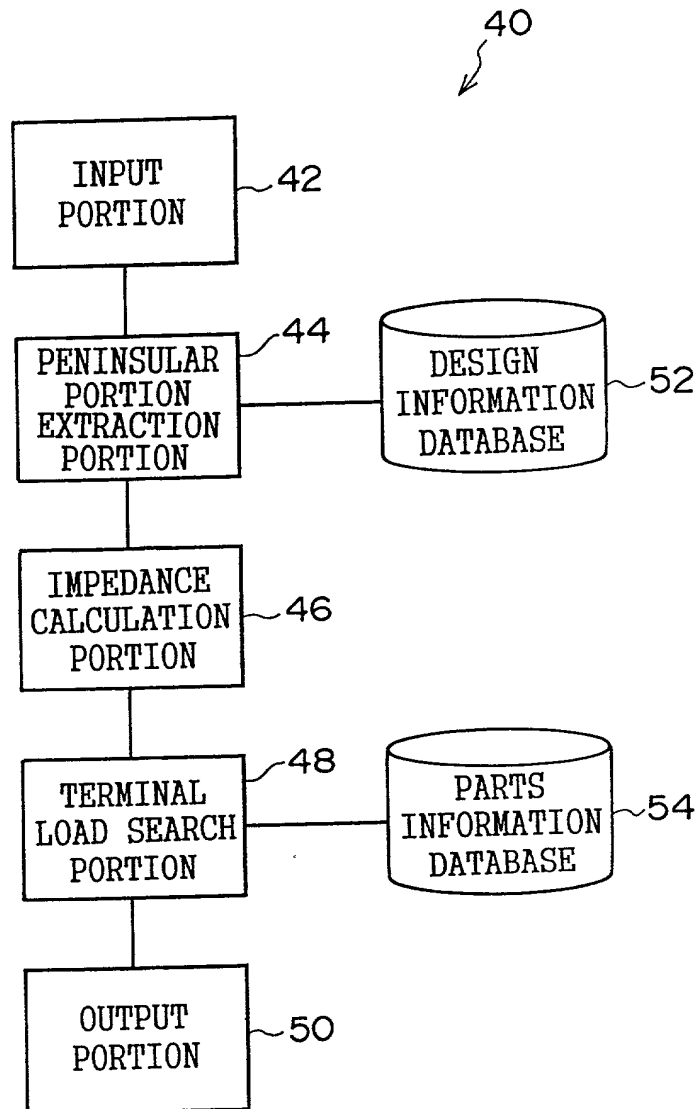 40
INPUT
PORTION
42
PENINSULAR
PORTION
EXTRACTION
PORTION
44
DESIGN
INFORMATION
DATABASE
52
IMPEDANCE
CALCULATION
PORTION
46
TERMINAL
LOAD SEARCH
PORTION
48
PARTS
INFORMATION
DATABASE
54
OUTPUT
PORTION
50